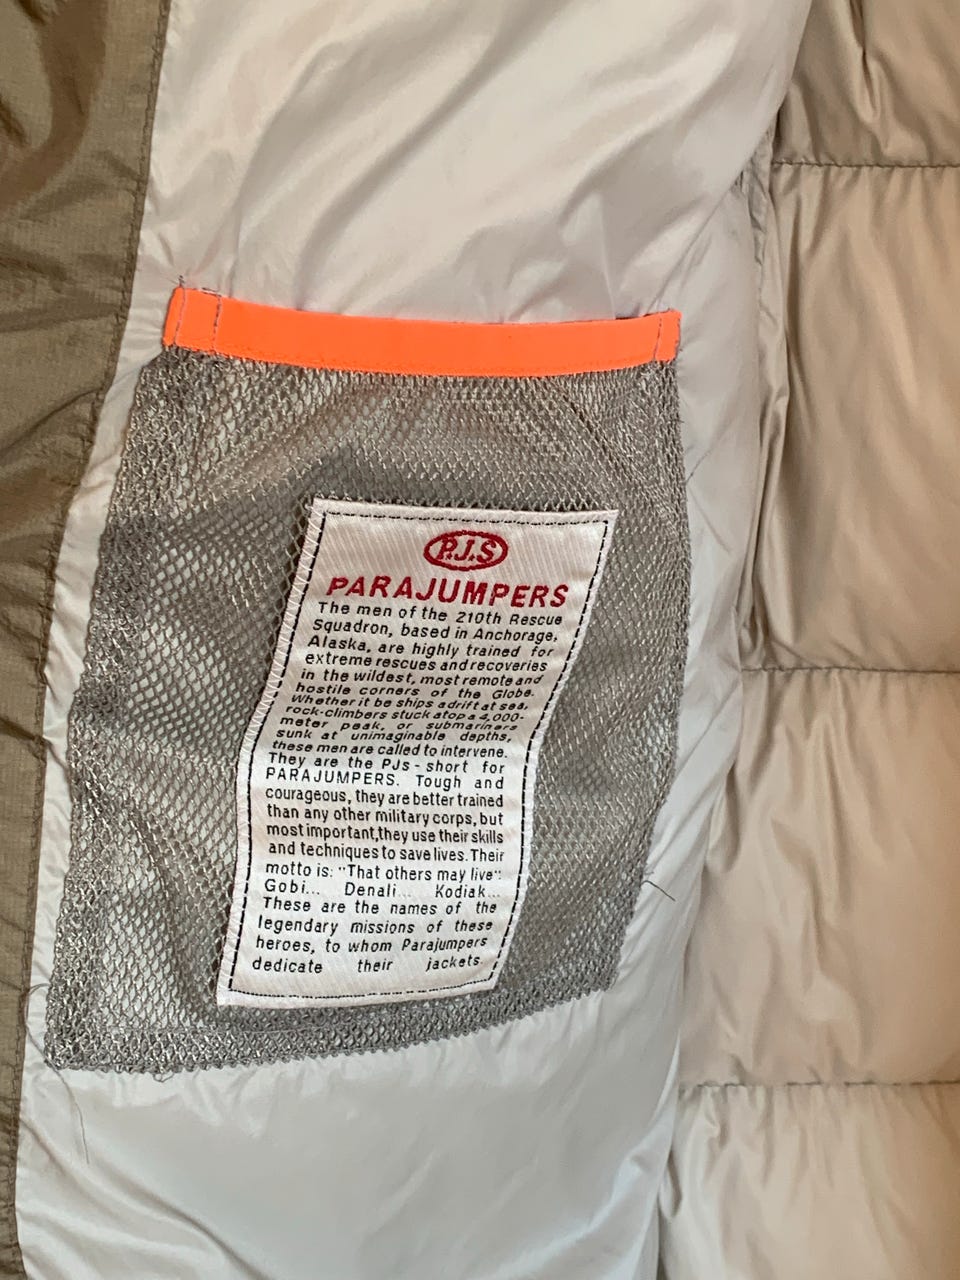 P.J.S
PARAJUMPERS
The men of the 210th Rescue
Squadron, based in Anchorage,
Alaska, are highly trained for
extreme rescues and recoveries
in the wildest, most remote and
hostile corners of the Globe.
Whether it be ships adrift at sea,
rock-climbers stuck atop a 4,000-
meter peak, or submariners
sunk at unimaginable depths,
these men are called to intervene.
They are the PJs - short for
PARAJUMPERS. Tough and
courageous, they are better trained
than any other military corps, but
most important,they use their skills
and techniques to save lives. Their
motto is: "That others may live":
Gobi... Denali... Kodiak...
These are the names of the
legendary missions of these
heroes, to whom Parajumpers
dedicate their jackets.